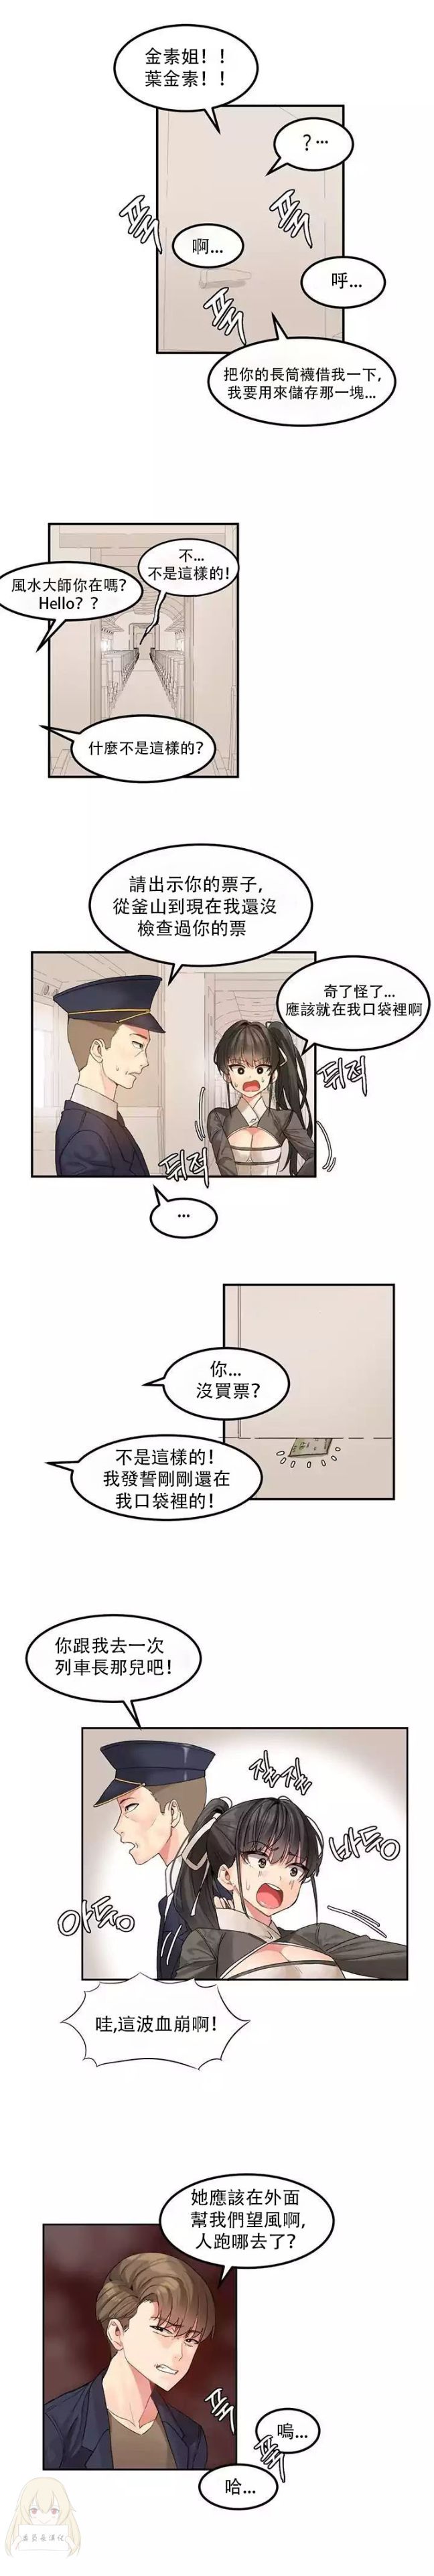 金素姐！！
葉金素！！
？…
푹
푹
啊…
呼…
푹
把你的長筒襪借我一下,
我要用來儲存那一塊…
不…
不是這樣的！
風水大師你在嗎？
Hello？？
什麼不是這樣的？
請出示你的票子,
從釜山到現在我還沒
檢查過你的票
奇了怪了…
應該就在我口袋裡啊
뒤적
뒤적
…
你…
沒買票？
不是這樣的！
我發誓剛剛還在
我口袋裡的！
你跟我去一次
列車長那兒吧！
질질
바둥
아둥
哇,這波血崩啊！
她應該在外面
幫我們望風啊,
人跑哪去了？
푹
嗚…
푹
哈…